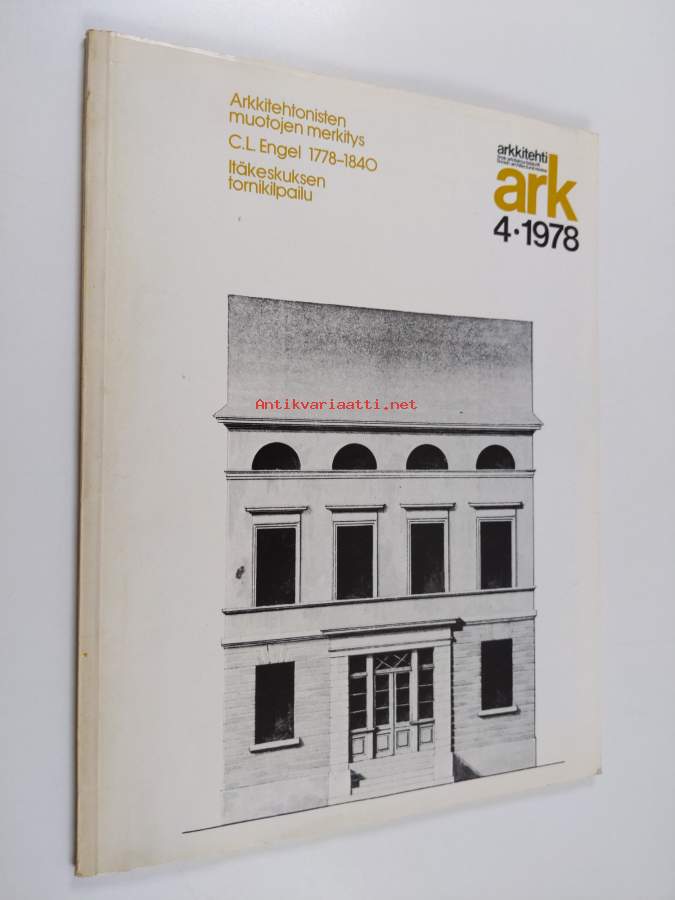 Arkkitehtonisten
muotojen merkitys
C.L. Engel 1778–1840
Itäkeskuksen
tornikilpailu
arkkitehti
ark
4·1978
Antikvariaatti.net